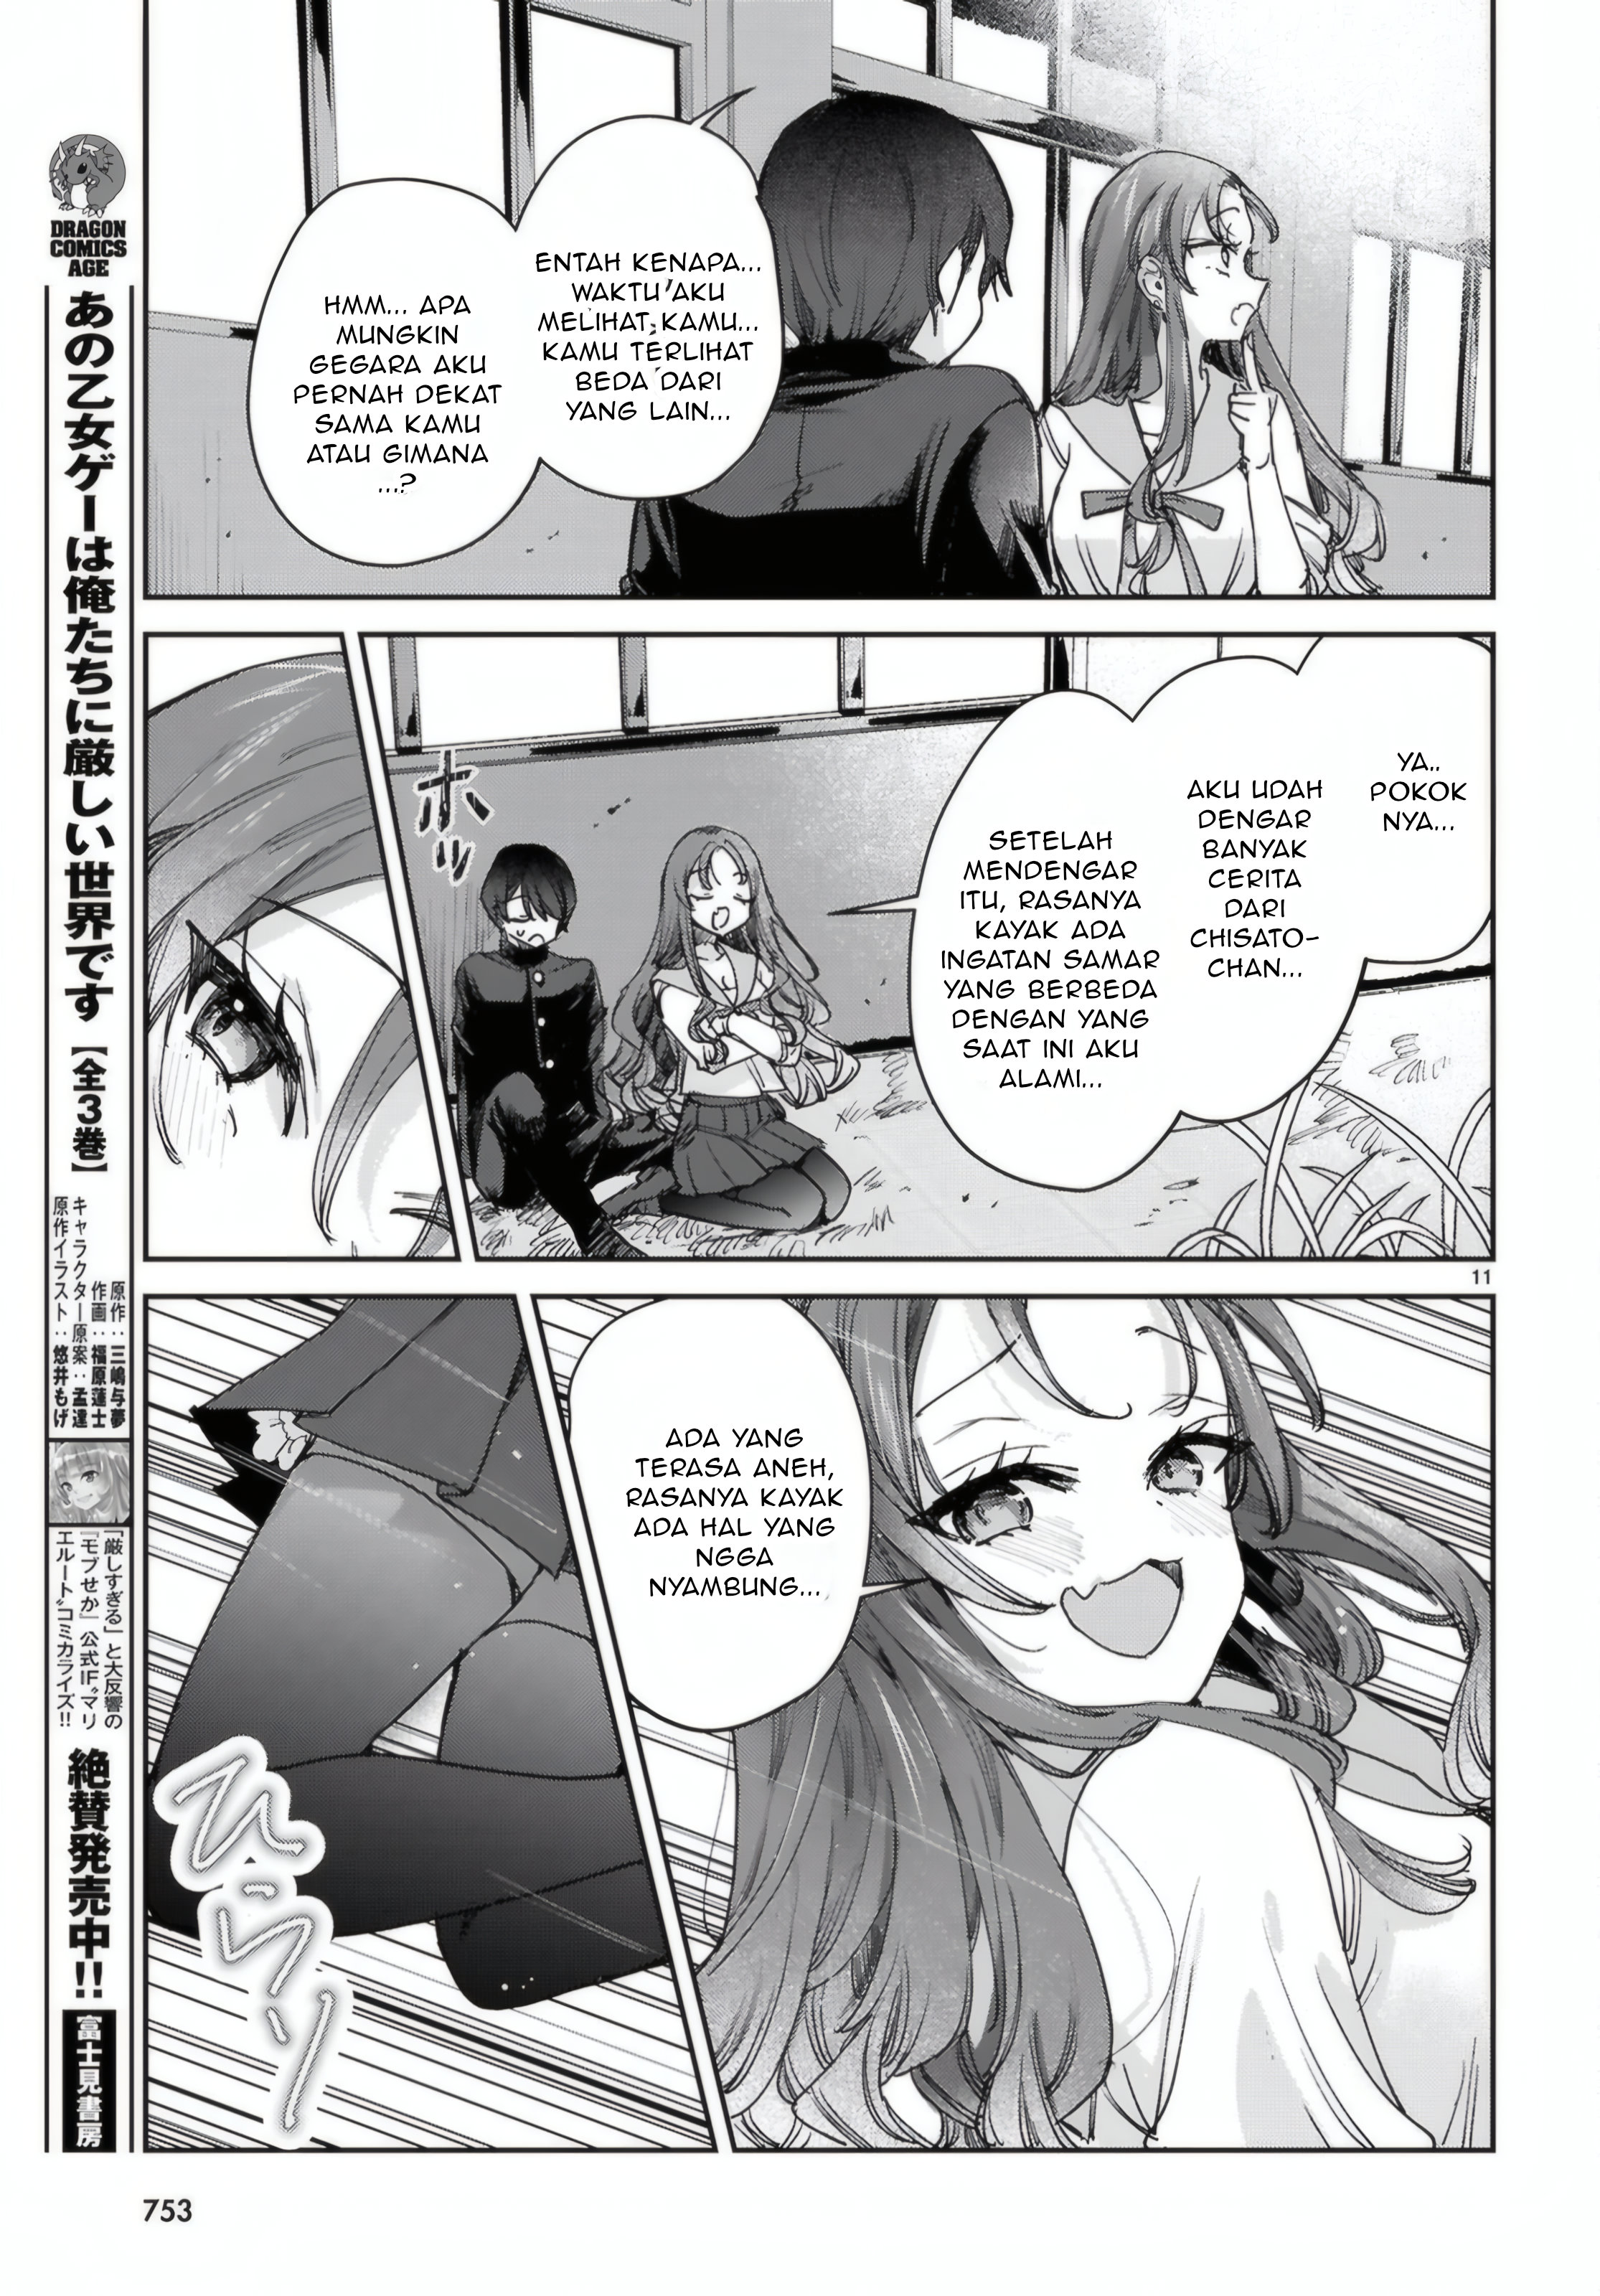 ENTAH KENAPA...
WAKTU AKU
MELIHAT KAMU...
KAMU TERLIHAT
BEDA DARI
YANG LAIN...
HMM... APA
MUNGKIN
GEGARA AKU
PERNAH DEKAT
SAMA KAMU
ATAU GIMANA
...?
YA..
POKOK
NYA...
AKU UDAH
DENGAR
BANYAK
CERITA
DARI
CHISATO-
CHAN...
SETELAH
MENDENGAR
ITU, RASANYA
KAYAK ADA
INGATAN SAMAR
YANG BERBEDA
DENGAN YANG
SAAT INI AKU
ALAMI...
ホッ
11
ADA YANG
TERASA ANEH,
RASANYA KAYAK
ADA HAL YANG
NGGA
NYAMBUNG...
ひらり
DRAGON
COMICS
AGE
あの乙女ゲーは俺たちに厳しい世界です【全3巻】
原作：三嶋与夢
作画：福原蓮士
キャラクター原案：孟達
原作イラスト：悠井もげ
「厳しすぎる」と大反響の
『モブせか』公式IF"マリ
エルート"コミカライズ!!
絶賛発売中!!
富士見書房
753